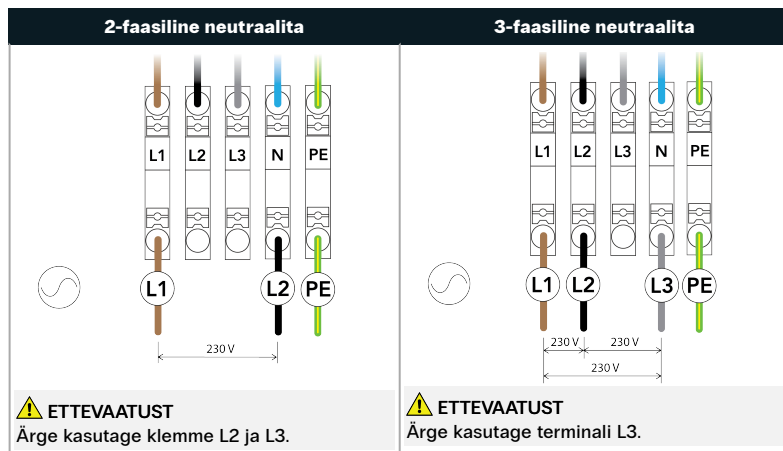 2-faasiline neutraalita
L1 L2 L3 N PE
L1 L2 PE
230 V
ETTEVAATUST
Ärge kasutage klemme L2 ja L3.
3-faasiline neutraalita
L1 L2 L3 N PE
L1 L2 L3 PE
230 V 230 V
230 V
ETTEVAATUST
Ärge kasutage terminali L3.